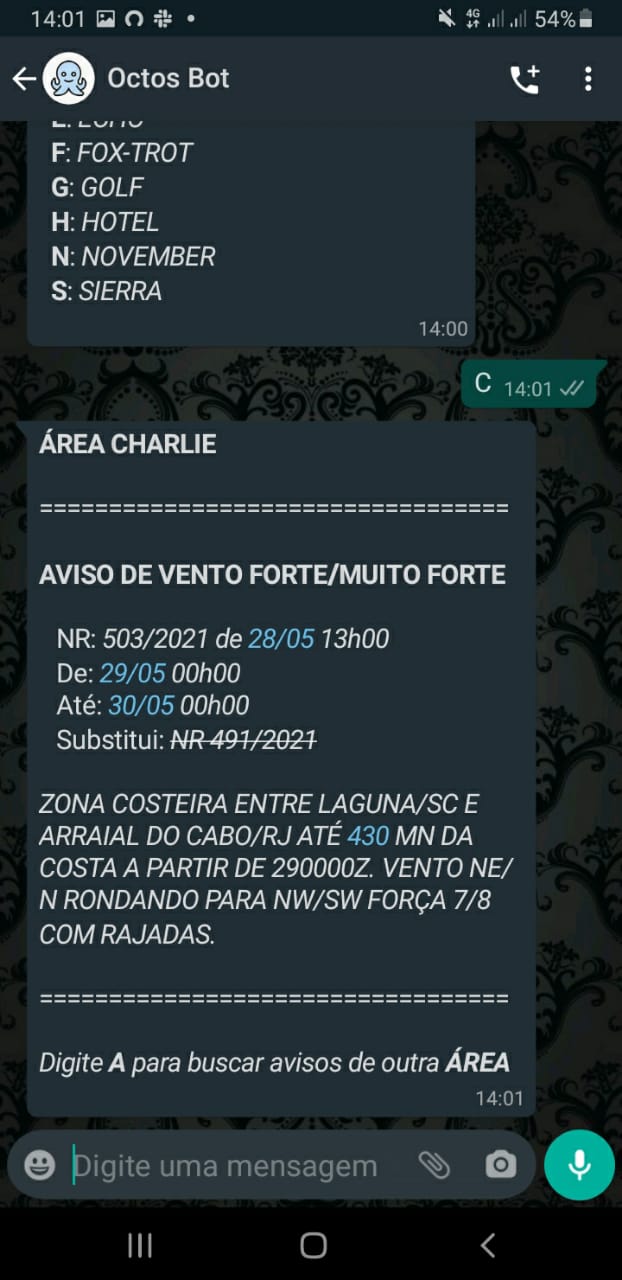 14:01
4G
54%
Octos Bot
F: FOX-TROT
G: GOLF
H: HOTEL
N: NOVEMBER
S: SIERRA
14:00
C 14:01
ÁREA CHARLIE
==================================
AVISO DE VENTO FORTE/MUITO FORTE
NR: 503/2021 de 28/05 13h00
De: 29/05 00h00
Até: 30/05 00h00
Substitui: NR 491/2021
ZONA COSTEIRA ENTRE LAGUNA/SC E
ARRAIAL DO CABO/RJ ATÉ 430 MN DA
COSTA A PARTIR DE 290000Z. VENTO NE/
N RONDANDO PARA NW/SW FORÇA 7/8
COM RAJADAS.
==================================
Digite A para buscar avisos de outra ÁREA
14:01
Digite uma mensagem